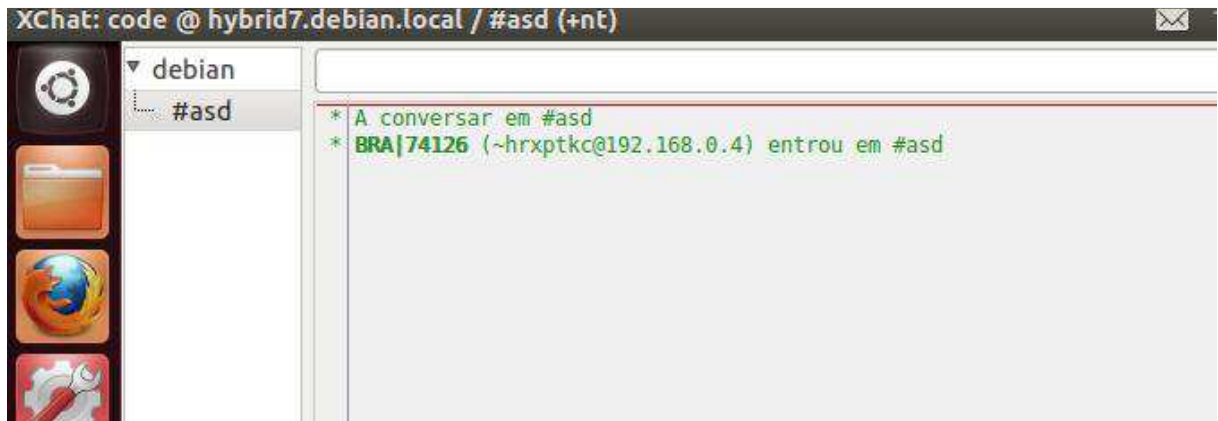 XChat: code @ hybrid7.debian.local / #asd (+nt)
debian
#asd
* A conversar em #asd
* BRA|74126 (~hrxptkc@192.168.0.4) entrou em #asd